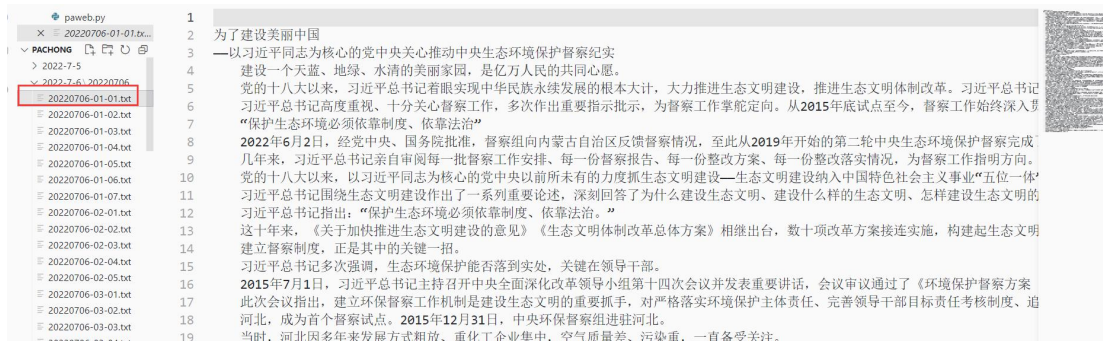 paweb.py
20220706-01-01.tx...
PACHONG
2022-7-5
2022-7-6\20220706
20220706-01-01.txt
20220706-01-02.txt
20220706-01-03.txt
20220706-01-04.txt
20220706-01-05.txt
20220706-01-06.txt
20220706-01-07.txt
20220706-02-01.txt
20220706-02-02.txt
20220706-02-03.txt
20220706-02-04.txt
20220706-02-05.txt
20220706-03-01.txt
20220706-03-02.txt
20220706-03-03.txt
1
2 为了建设美丽中国
3 ——以习近平同志为核心的党中央关心推动中央生态环境保护督察纪实
4 建设一个天蓝、地绿、水清的美丽家园，是亿万人民的共同心愿。
5 党的十八大以来，习近平总书记着眼实现中华民族永续发展的根本大计，大力推进生态文明建设，推进生态文明体制改革。习近平总书记
6 习近平总书记高度重视、十分关心督察工作，多次作出重要指示批示，为督察工作掌舵定向。从2015年底试点至今，督察工作始终深入贯
7 “保护生态环境必须依靠制度、依靠法治”
8 2022年6月2日，经党中央、国务院批准，督察组向内蒙古自治区反馈督察情况，至此从2019年开始的第二轮中央生态环境保护督察完成了
9 几年来，习近平总书记亲自审阅每一批督察工作安排、每一份督察报告、每一份整改方案、每一份整改落实情况，为督察工作指明方向。
10 党的十八大以来，以习近平同志为核心的党中央以前所未有的力度抓生态文明建设——生态文明建设纳入中国特色社会主义事业“五位一体”
11 习近平总书记围绕生态文明建设作出了一系列重要论述，深刻回答了为什么建设生态文明、建设什么样的生态文明、怎样建设生态文明的
12 习近平总书记指出：“保护生态环境必须依靠制度、依靠法治。”
13 这十年来，《关于加快推进生态文明建设的意见》《生态文明体制改革总体方案》相继出台，数十项改革方案接连实施，构建起生态文明
14 建立督察制度，正是其中的关键一招。
15 习近平总书记多次强调，生态环境保护能否落到实处，关键在领导干部。
16 2015年7月1日，习近平总书记主持召开中央全面深化改革领导小组第十四次会议并发表重要讲话，会议审议通过了《环境保护督察方案
17 此次会议指出，建立环保督察工作机制是建设生态文明的重要抓手，对严格落实环境保护主体责任、完善领导干部目标责任考核制度、追
18 河北，成为首个督察试点。2015年12月31日，中央环保督察组进驻河北。
19 当时，河北因多年来发展方式粗放、重化工企业集中，空气质量差、污染重，一直备受关注。